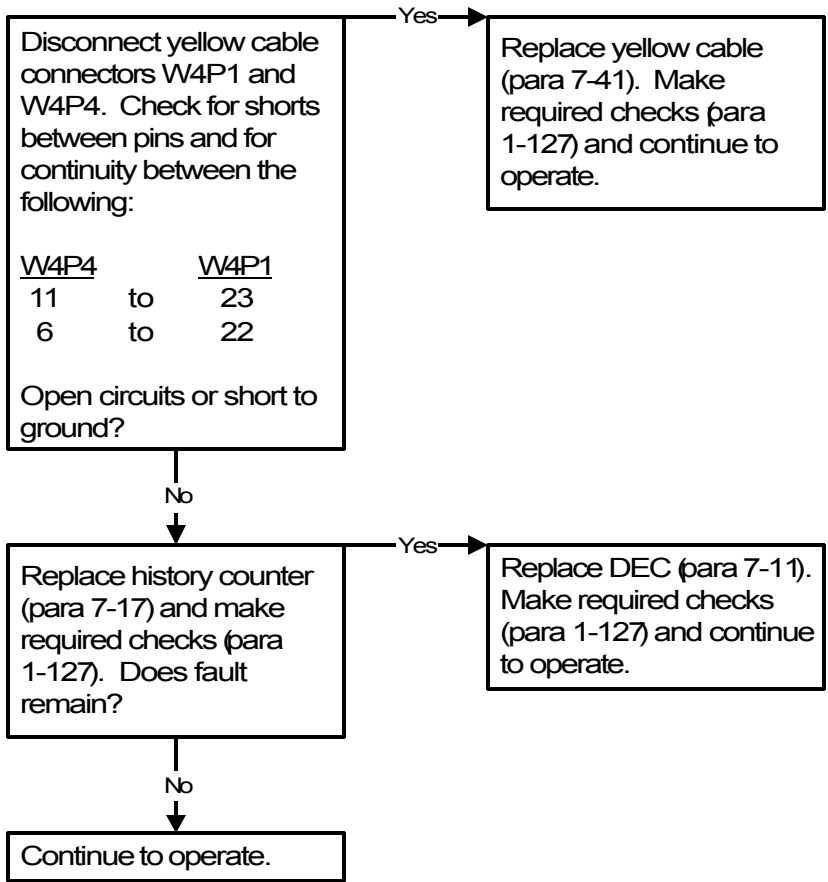 Disconnect yellow cable
connectors W4P1 and
W4P4. Check for shorts
between pins and for
continuity between the
following:
W4P4 W4P1
11 to 23
6 to 22
Open circuits or short to
ground?
Yes
Replace yellow cable
(para 7-41). Make
required checks (para
1-127) and continue to
operate.
No
Replace history counter
(para 7-17) and make
required checks (para
1-127). Does fault
remain?
Yes
Replace DEC (para 7-11).
Make required checks
(para 1-127) and continue
to operate.
No
Continue to operate.